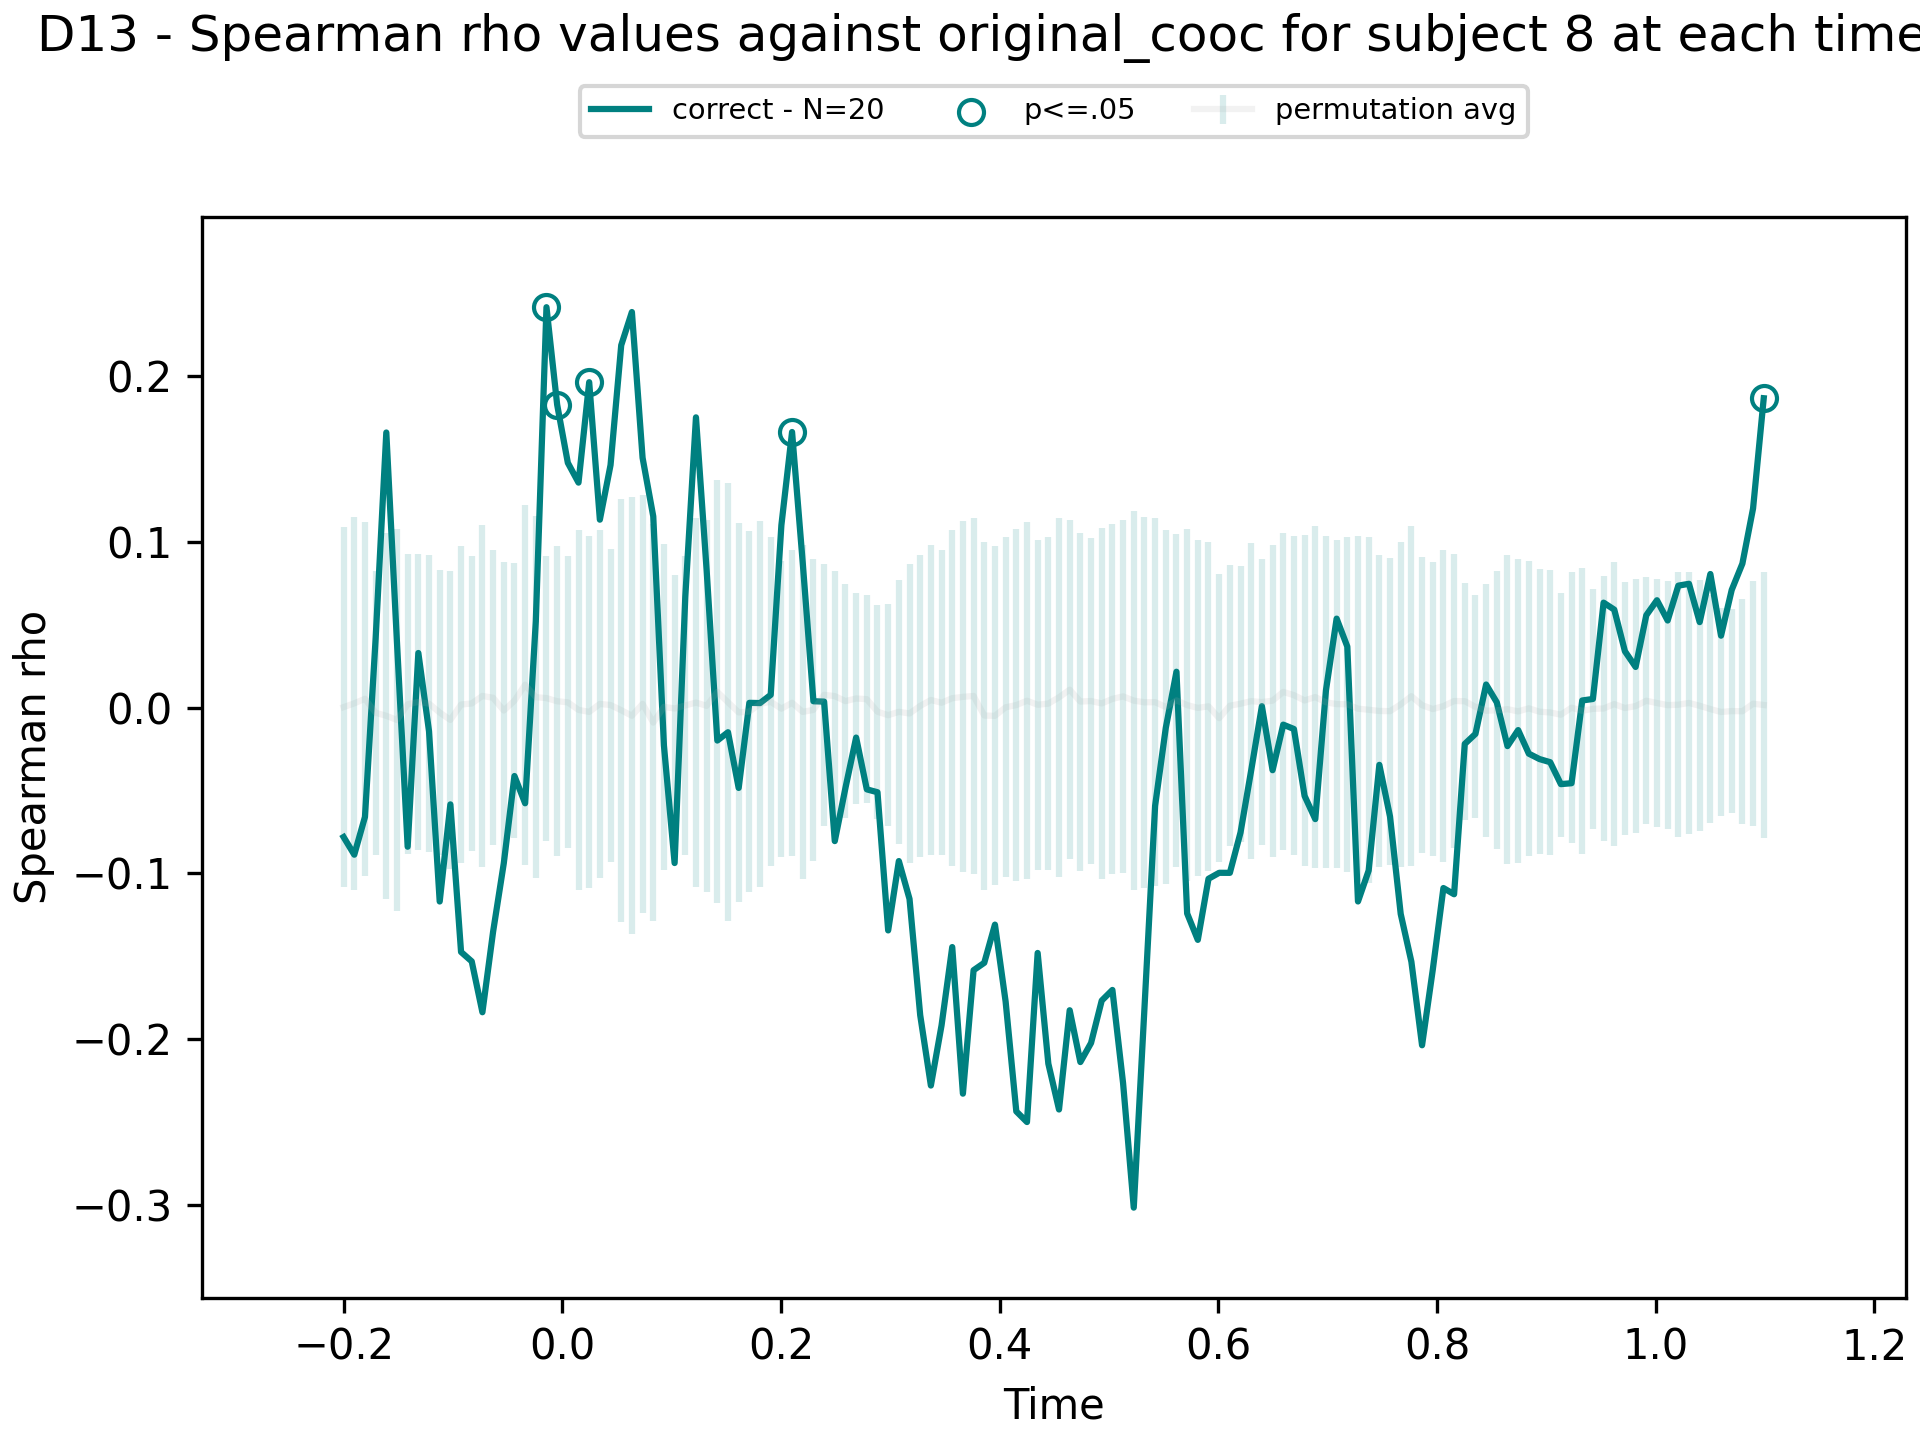 D13 - Spearman rho values against original_cooc for subject 8 at each time
correct - N=20 p<=.05 permutation avg
Spearman rho
0.2
0.1
0.0
−0.1
−0.2
−0.3
−0.2 0.0 0.2 0.4 0.6 0.8 1.0 1.2
Time